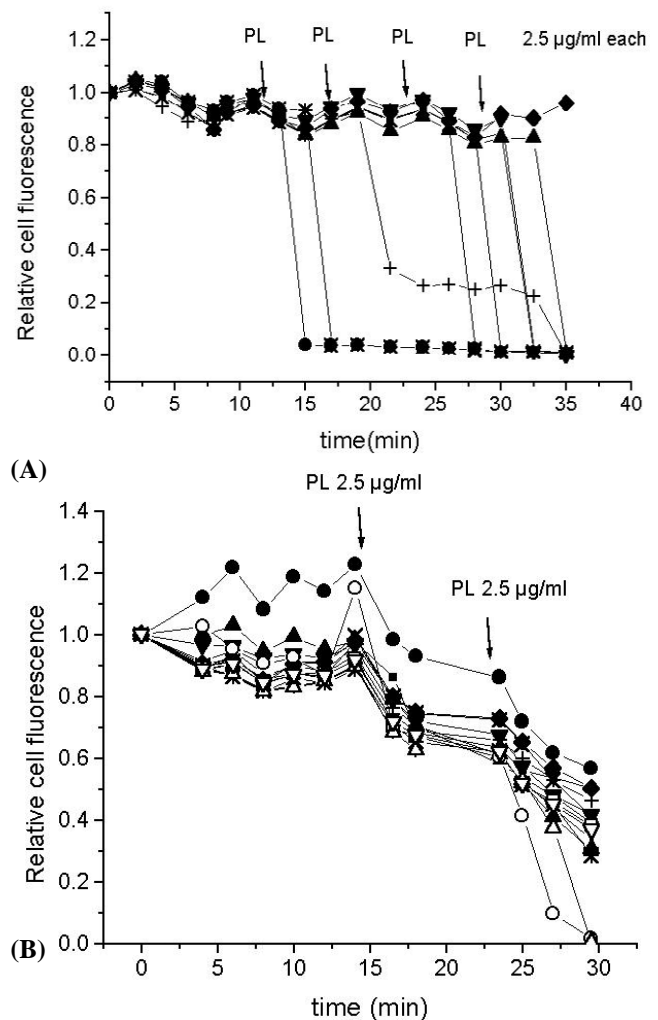 PL PL PL PL 2.5 µg/ml each
1.2
1.0
0.8
0.6
0.4
0.2
0.0
Relative cell fluorescence
0 5 10 15 20 25 30 35 40
time(min)
(A)
PL 2.5 µg/ml
PL 2.5 µg/ml
1.4
1.2
1.0
0.8
0.6
0.4
0.2
0.0
Relative cell fluorescence
0 5 10 15 20 25 30
time (min)
(B)